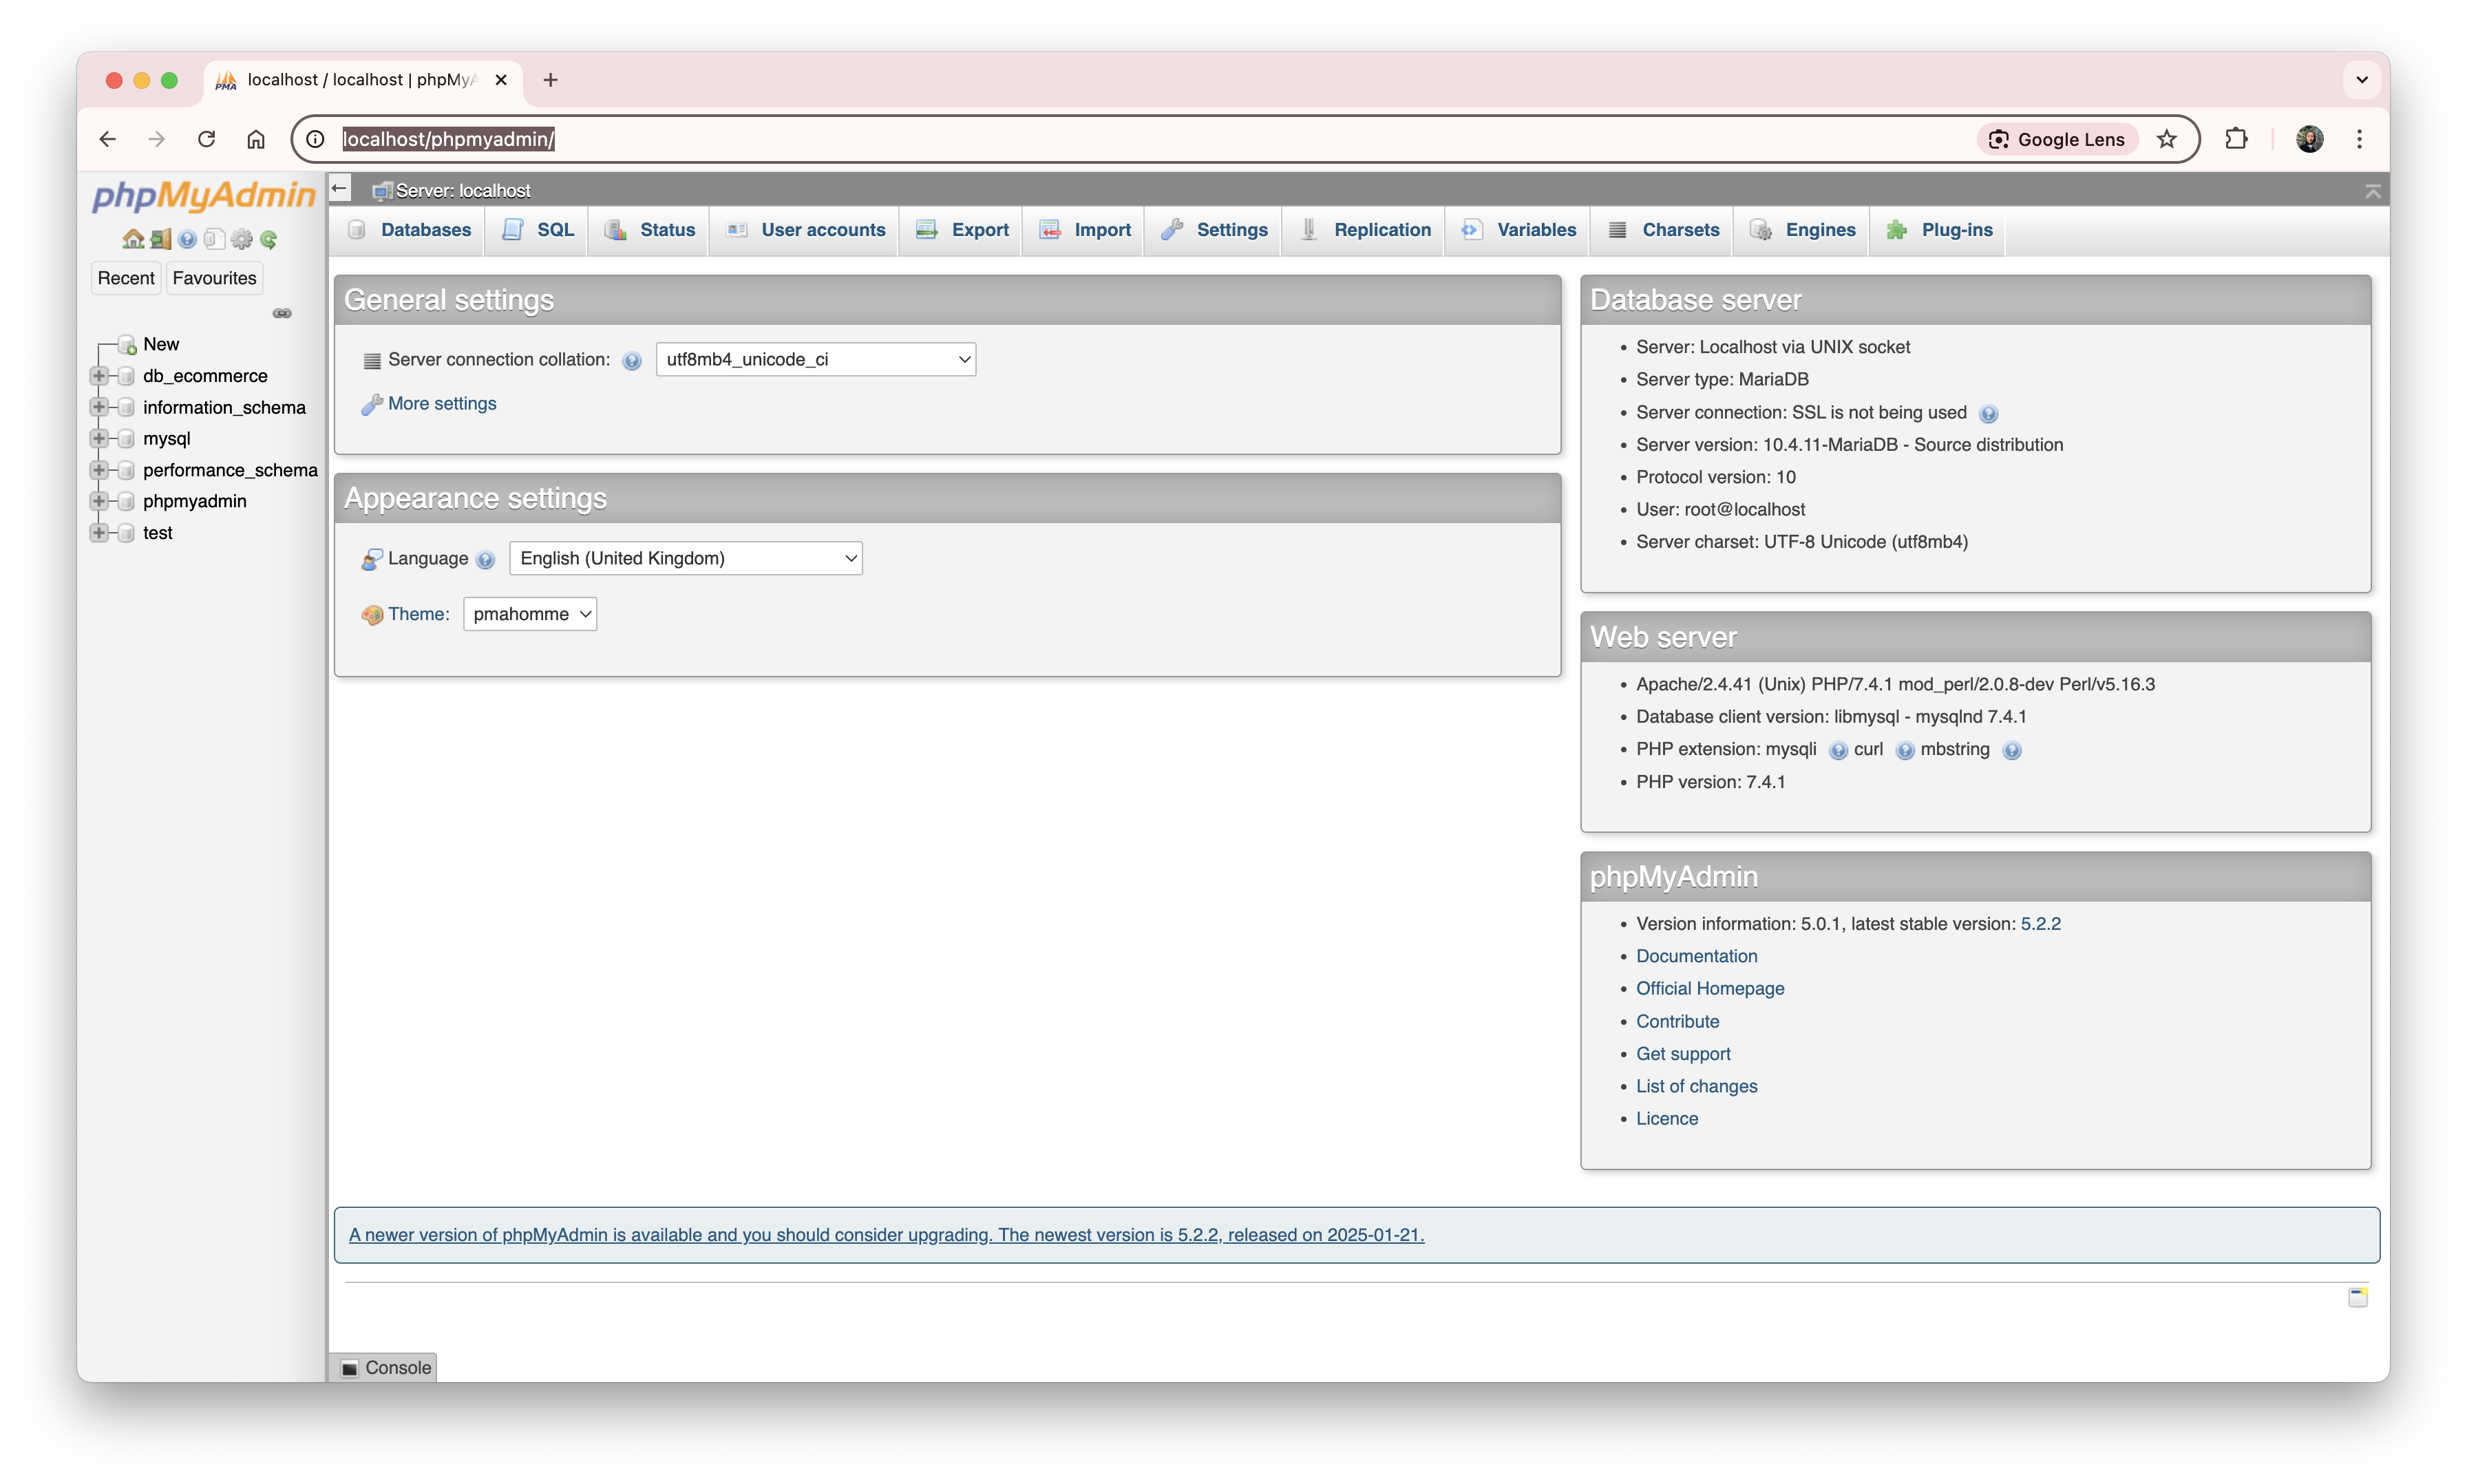 localhost / localhost | phpMyA
localhost/phpmyadmin/
Google Lens
phpMyAdmin
Recent
Favourites
New
db_ecommerce
information_schema
mysql
performance_schema
phpmyadmin
test
Server: localhost
Databases
SQL
Status
User accounts
Export
Import
Settings
Replication
Variables
Charsets
Engines
Plug-ins
General settings
Server connection collation:
utf8mb4_unicode_ci
More settings
Appearance settings
Language
English (United Kingdom)
Theme:
pmahomme
Database server
Server: Localhost via UNIX socket
Server type: MariaDB
Server connection: SSL is not being used
Server version: 10.4.11-MariaDB - Source distribution
Protocol version: 10
User: root@localhost
Server charset: UTF-8 Unicode (utf8mb4)
Web server
Apache/2.4.41 (Unix) PHP/7.4.1 mod_perl/2.0.8-dev Perl/v5.16.3
Database client version: libmysql - mysqlnd 7.4.1
PHP extension: mysqli curl mbstring
PHP version: 7.4.1
phpMyAdmin
Version information: 5.0.1, latest stable version: 5.2.2
Documentation
Official Homepage
Contribute
Get support
List of changes
Licence
A newer version of phpMyAdmin is available and you should consider upgrading. The newest version is 5.2.2, released on 2025-01-21.
Console